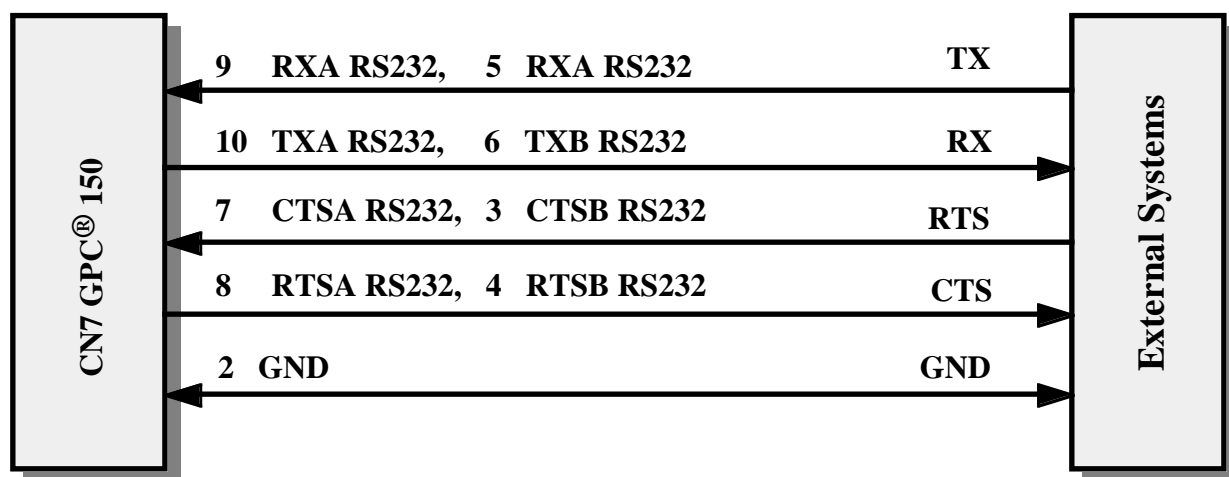 9 RXA RS232, 5 RXA RS232 TX
10 TXA RS232, 6 TXB RS232 RX
7 CTSA RS232, 3 CTSB RS232 RTS
8 RTSA RS232, 4 RTSB RS232 CTS
2 GND GND
CN7 GPC® 150
External Systems